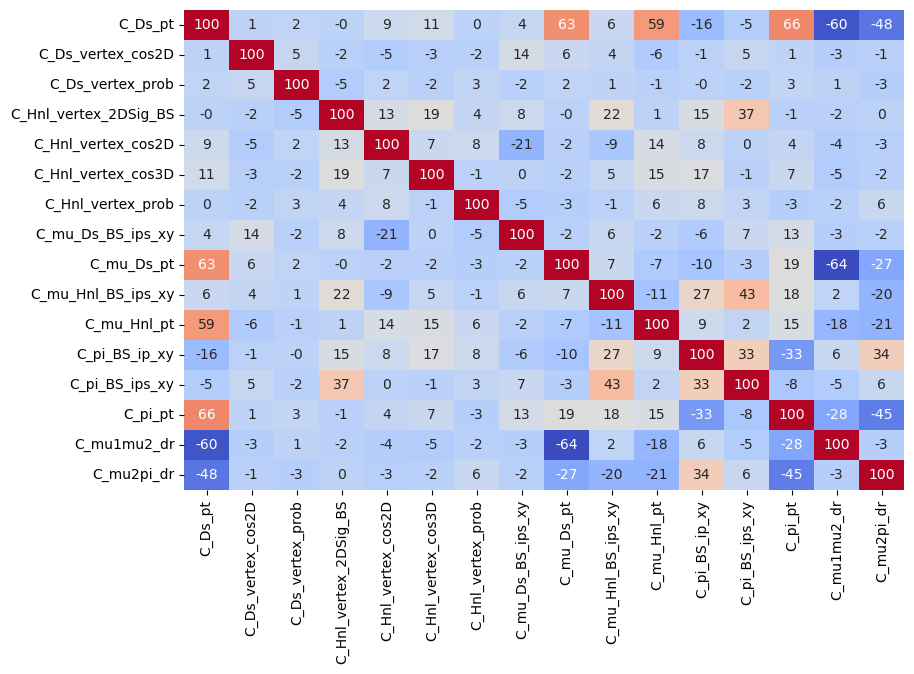 C_Ds_pt 100 1 2 -0 9 11 0 4 63 6 59 -16 -5 66 -60 -48
C_Ds_vertex_cos2D 1 100 5 -2 -5 -3 -2 14 6 4 -6 -1 5 1 -3 -1
C_Ds_vertex_prob 2 5 100 -5 2 -2 3 -2 2 1 -1 -0 -2 3 1 -3
C_Hnl_vertex_2DSig_BS -0 -2 -5 100 13 19 4 8 -0 22 1 15 37 -1 -2 0
C_Hnl_vertex_cos2D 9 -5 2 13 100 7 8 -21 -2 -9 14 8 0 4 -4 -3
C_Hnl_vertex_cos3D 11 -3 -2 19 7 100 -1 0 -2 5 15 17 -1 7 -5 -2
C_Hnl_vertex_prob 0 -2 3 4 8 -1 100 -5 -3 -1 6 8 3 -3 -2 6
C_mu_Ds_BS_ips_xy 4 14 -2 8 -21 0 -5 100 -2 6 -2 -6 7 13 -3 -2
C_mu_Ds_pt 63 6 2 -0 -2 -2 -3 -2 100 7 -7 -10 -3 19 -64 -27
C_mu_Hnl_BS_ips_xy 6 4 1 22 -9 5 -1 6 7 100 -11 27 43 18 2 -20
C_mu_Hnl_pt 59 -6 -1 1 14 15 6 -2 -7 -11 100 9 2 15 -18 -21
C_pi_BS_ip_xy -16 -1 -0 15 8 17 8 -6 -10 27 9 100 33 -33 6 34
C_pi_BS_ips_xy -5 5 -2 37 0 -1 3 7 -3 43 2 33 100 -8 -5 6
C_pi_pt 66 1 3 -1 4 7 -3 13 19 18 15 -33 -8 100 -28 -45
C_mu1mu2_dr -60 -3 1 -2 -4 -5 -2 -3 -64 2 -18 6 -5 -28 100 -3
C_mu2pi_dr -48 -1 -3 0 -3 -2 6 -2 -27 -20 -21 34 6 -45 -3 100
C_Ds_pt
C_Ds_vertex_cos2D
C_Ds_vertex_prob
C_Hnl_vertex_2DSig_BS
C_Hnl_vertex_cos2D
C_Hnl_vertex_cos3D
C_Hnl_vertex_prob
C_mu_Ds_BS_ips_xy
C_mu_Ds_pt
C_mu_Hnl_BS_ips_xy
C_mu_Hnl_pt
C_pi_BS_ip_xy
C_pi_BS_ips_xy
C_pi_pt
C_mu1mu2_dr
C_mu2pi_dr